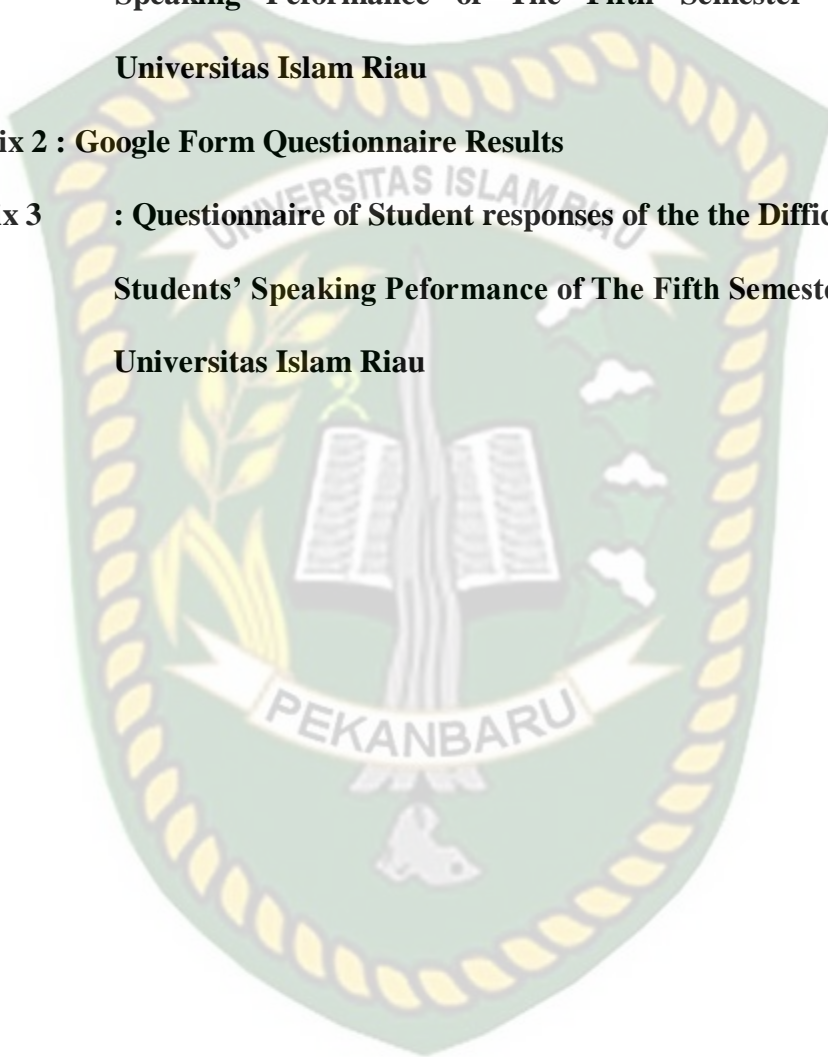 Speaking Peformance of The Fifth Semester
Universitas Islam Riau
ix 2 : Google Form Questionnaire Results
UNIVERSITAS ISLAM RIAU
ix 3 : Questionnaire of Student responses of the the Diffic
Students’ Speaking Peformance of The Fifth Semeste
Universitas Islam Riau
PEKANBARU